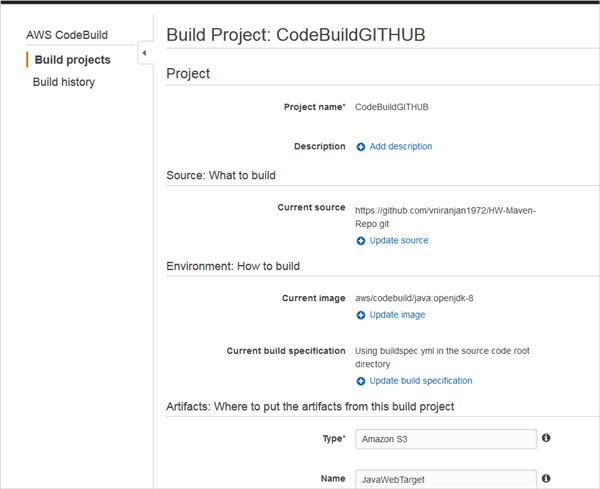 AWS CodeBuild
Build projects
Build history
Build Project: CodeBuildGITHUB
Project
Project name* CodeBuildGITHUB
Description Add description
Source: What to build
Current source https://github.com/vniranjan1972/HW-Maven-
Repo.git
Update source
Environment: How to build
Current image aws/codebuild/java:openjdk-8
Update image
Current build specification Using buildspec.yml in the source code root
directory
Update build specification
Artifacts: Where to put the artifacts from this build project
Type* Amazon S3
Name JavaWebTarget